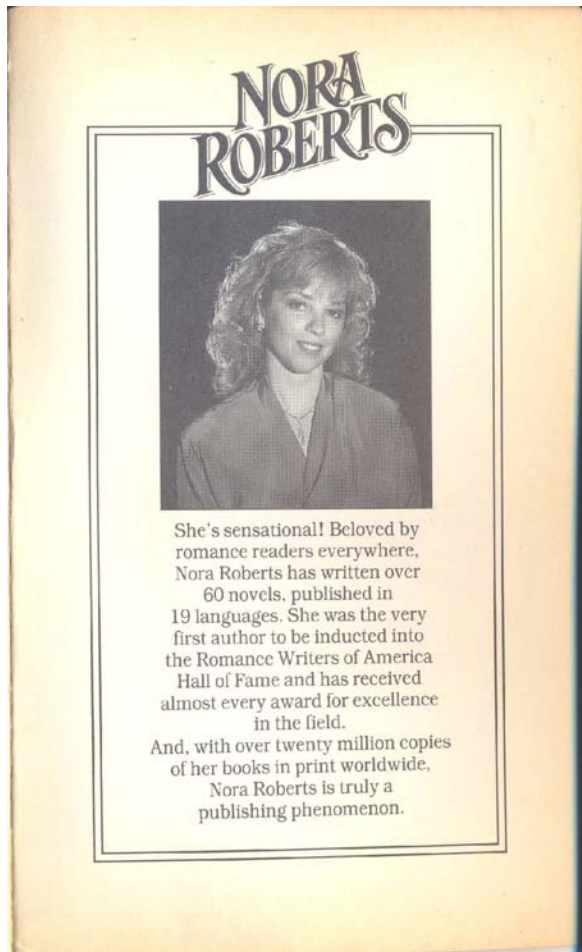 NORA
ROBERTS
She's sensational! Beloved by
romance readers everywhere,
Nora Roberts has written over
60 novels, published in
19 languages. She was the very
first author to be inducted into
the Romance Writers of America
Hall of Fame and has received
almost every award for excellence
in the field.
And, with over twenty million copies
of her books in print worldwide,
Nora Roberts is truly a
publishing phenomenon.